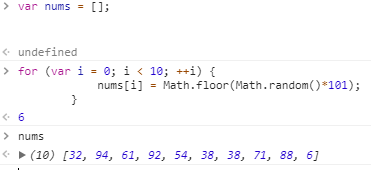 > var nums = [];
< undefined
> for (var i = 0; i < 10; ++i) {
nums[i] = Math.floor(Math.random()*101);
}
< 6
> nums
< ▶ (10) [32, 94, 61, 92, 54, 38, 38, 71, 88, 6]